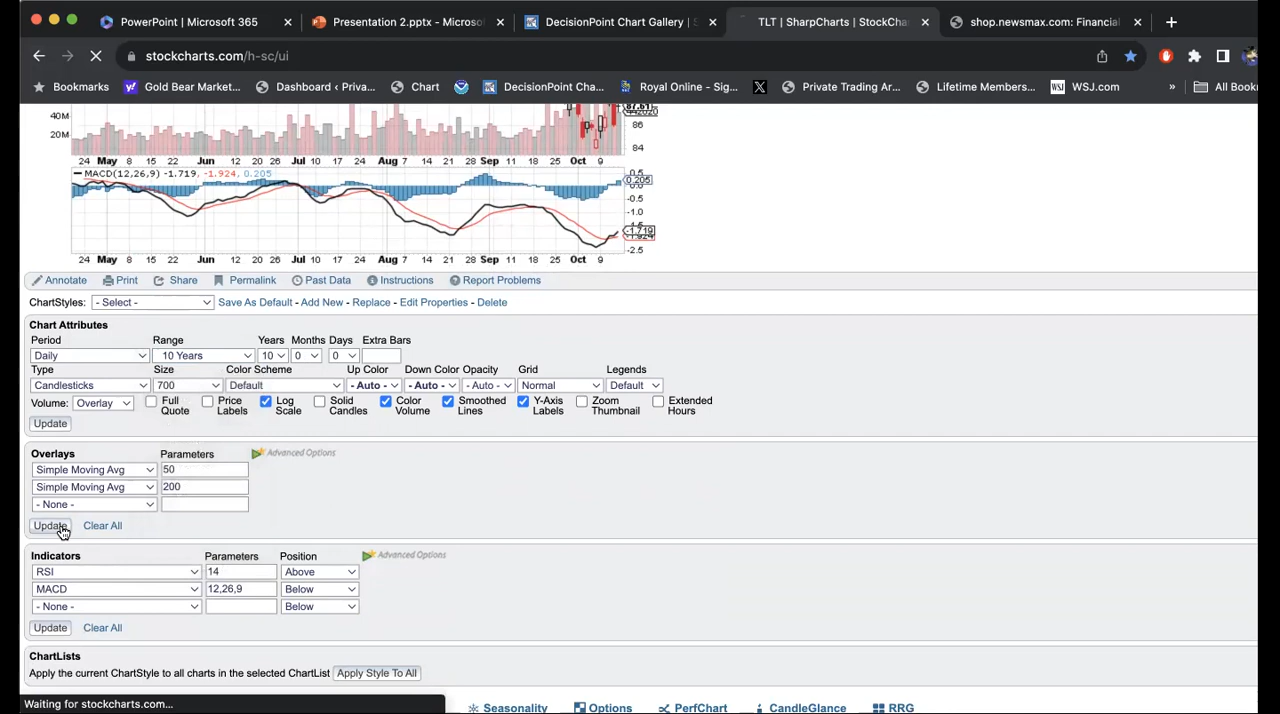 PowerPoint | Microsoft 365
Presentation 2.pptx - Microso
DecisionPoint Chart Gallery | S
TLT | SharpCharts | StockCha
shop.newsmax.com: Financial
stockcharts.com/h-sc/ui
Bookmarks
Gold Bear Market...
Dashboard ‹ Priva...
Chart
DecisionPoint Cha...
Royal Online - Sig...
Private Trading Ar...
Lifetime Members...
WSJ.com
»
All Book
40M
20M
86
84
24 May 8 15 22 Jun 12 20 26 Jul 10 17 24 Aug 7 14 21 Sep 11 18 25 Oct 9
MACD(12,26,9) -1.719, -1.924, 0.205
0.5
0.205
-0.5
-1.0
-1.719
-2.5
24 May 8 15 22 Jun 12 20 26 Jul 10 17 24 Aug 7 14 21 Sep 11 18 25 Oct 9
Annotate Print Share Permalink Past Data Instructions Report Problems
ChartStyles: - Select - Save As Default - Add New - Replace - Edit Properties - Delete
Chart Attributes
Period Range Years Months Days Extra Bars
Daily 10 Years 10 0 0
Type Size Color Scheme Up Color Down Color Opacity Grid Legends
Candlesticks 700 Default - Auto - - Auto - - Auto - Normal Default
Volume: Overlay Full Quote Price Labels Log Scale Solid Candles Color Volume Smoothed Lines Y-Axis Labels Zoom Thumbnail Extended Hours
Update
Overlays Parameters Advanced Options
Simple Moving Avg 50
Simple Moving Avg 200
- None -
Update Clear All
Indicators Parameters Position Advanced Options
RSI 14 Above
MACD 12,26,9 Below
- None - Below
Update Clear All
ChartLists
Apply the current ChartStyle to all charts in the selected ChartList Apply Style To All
Waiting for stockcharts.com...
Seasonality Options PerfChart CandleGlance RRG